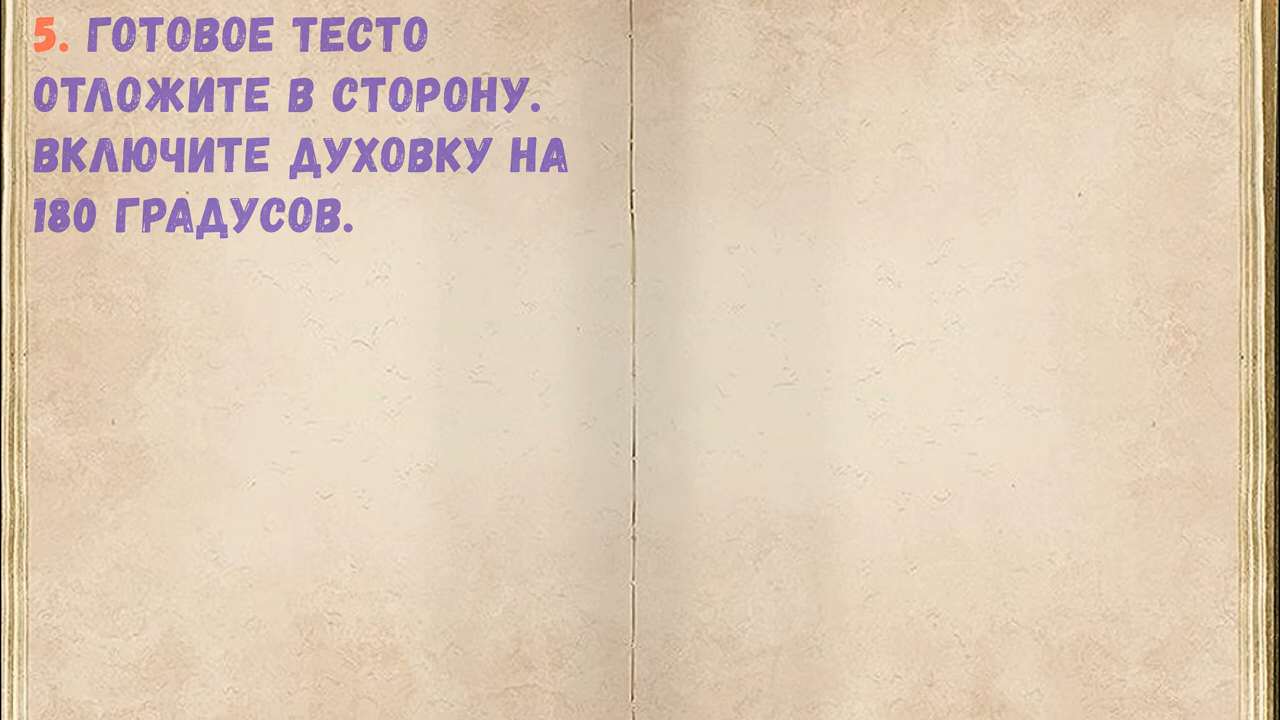 5. ГОТОВОЕ ТЕСТО
ОТЛОЖИТЕ В СТОРОНУ.
ВКЛЮЧИТЕ ДУХОВКУ НА
180 ГРАДУСОВ.